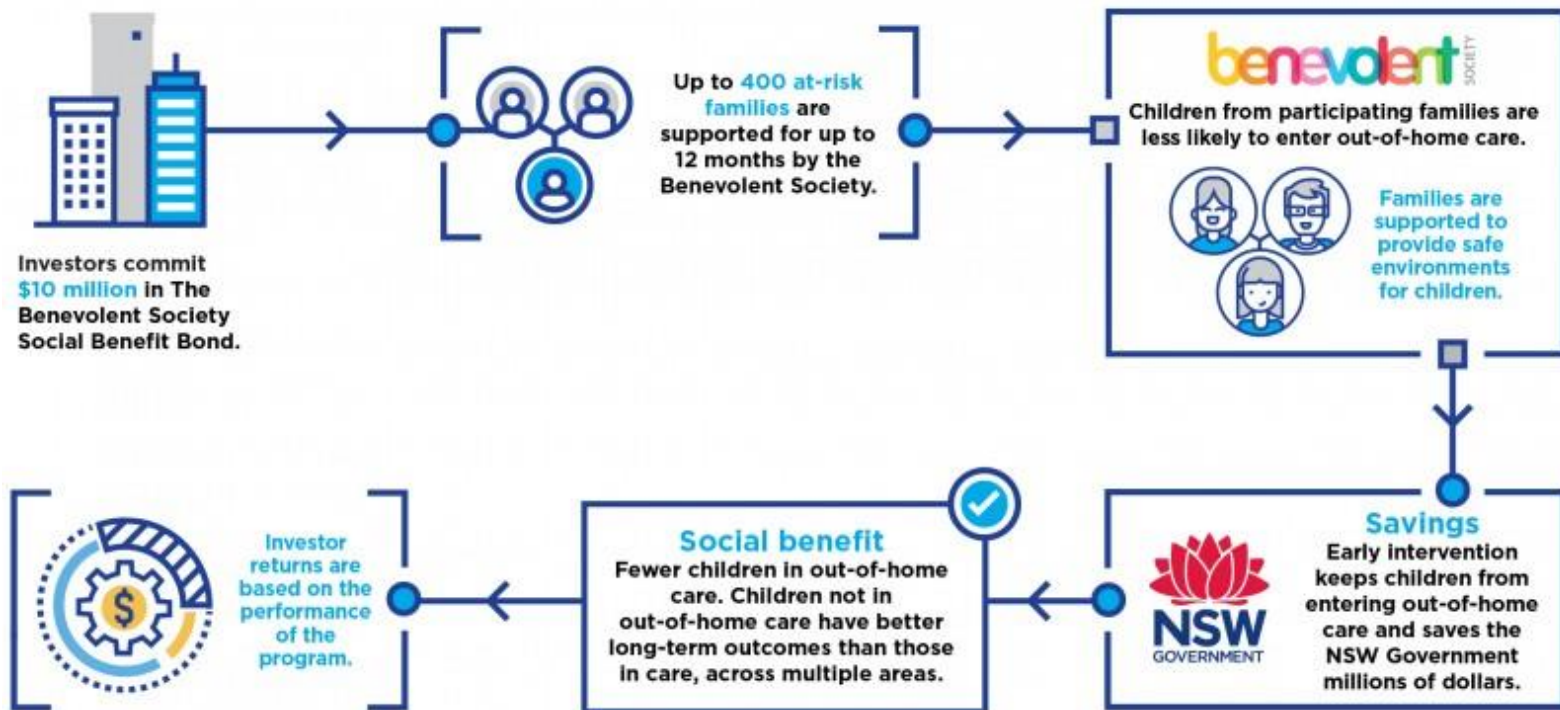 Investors commit
$10 million in The
Benevolent Society
Social Benefit Bond.
Up to 400 at-risk
families are
supported for up to
12 months by the
Benevolent Society.
benevolent
SOCIETY
Children from participating families are
less likely to enter out-of-home care.
Families are
supported to
provide safe
environments
for children.
Savings
Early intervention
keeps children from
entering out-of-home
care and saves the
NSW Government
millions of dollars.
NSW
GOVERNMENT
Social benefit
Fewer children in out-of-home
care. Children not in
out-of-home care have better
long-term outcomes than those
in care, across multiple areas.
Investor
returns are
based on the
performance
of the
program.
$